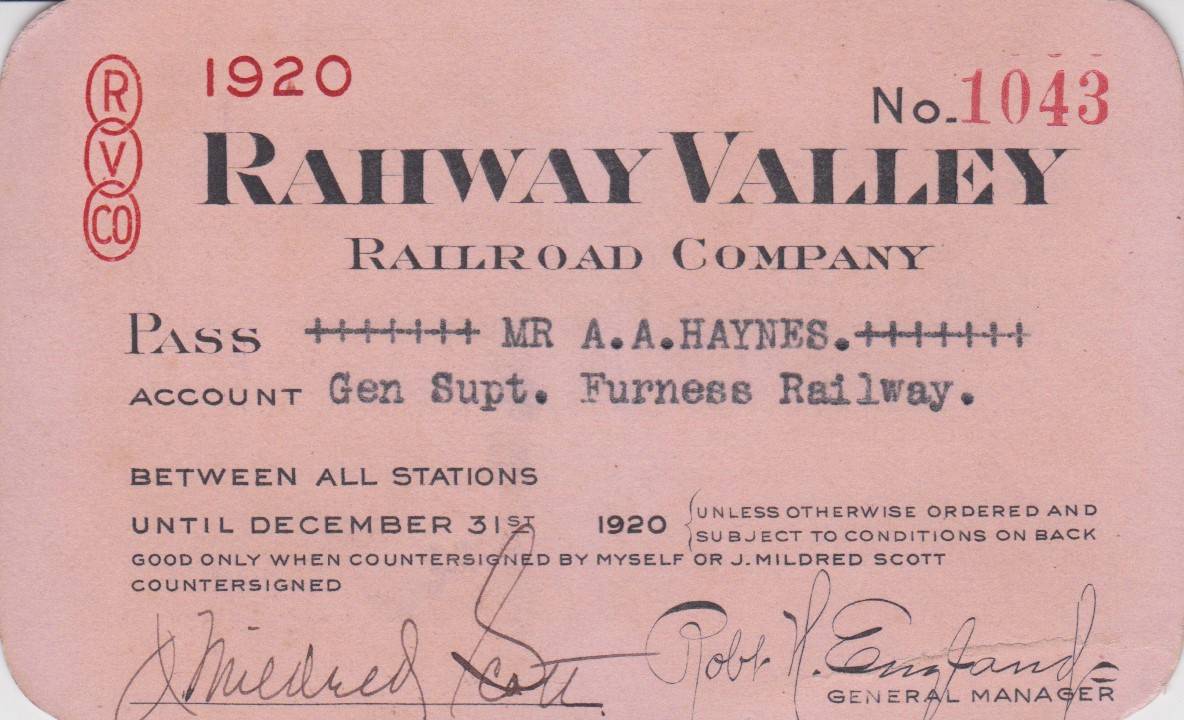 R
V
CO
1920
No. 1043
RAHWAY VALLEY
RAILROAD COMPANY
PASS +++++++ MR A.A.HAYNES.+++++++
ACCOUNT Gen Supt. Furness Railway.
BETWEEN ALL STATIONS
UNTIL DECEMBER 31ST 1920
UNLESS OTHERWISE ORDERED AND
SUBJECT TO CONDITIONS ON BACK
GOOD ONLY WHEN COUNTERSIGNED BY MYSELF OR J. MILDRED SCOTT
COUNTERSIGNED
J Mildred Scott
Robt H. England
GENERAL MANAGER